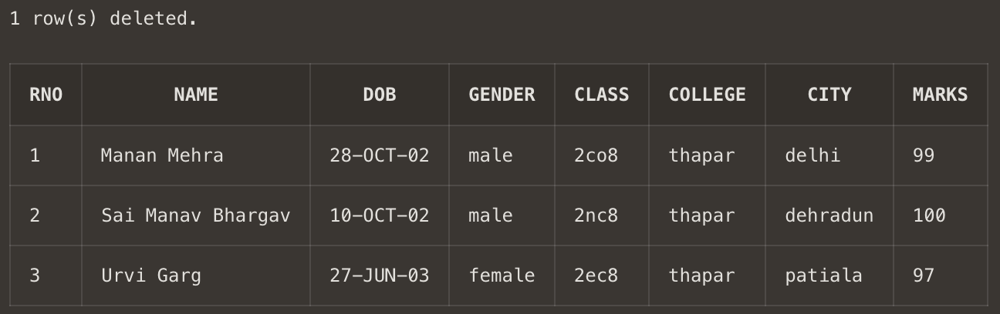 1 row(s) deleted.
RNO NAME DOB GENDER CLASS COLLEGE CITY MARKS
1 Manan Mehra 28-OCT-02 male 2co8 thapar delhi 99
2 Sai Manav Bhargav 10-OCT-02 male 2nc8 thapar dehradun 100
3 Urvi Garg 27-JUN-03 female 2ec8 thapar patiala 97